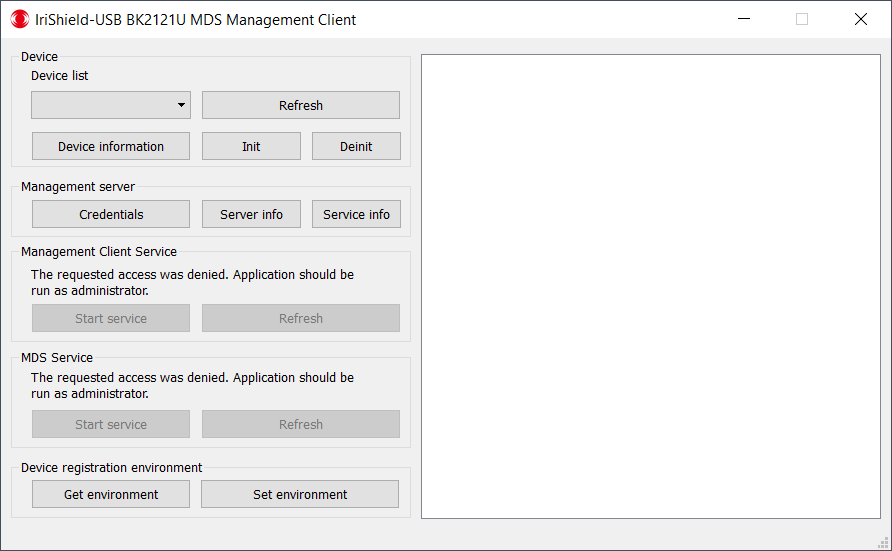 IriShield-USB BK2121U MDS Management Client
Device
Device list
Refresh
Device information
Init
Deinit
Management server
Credentials
Server info
Service info
Management Client Service
The requested access was denied. Application should be
run as administrator.
Start service
Refresh
MDS Service
The requested access was denied. Application should be
run as administrator.
Start service
Refresh
Device registration environment
Get environment
Set environment